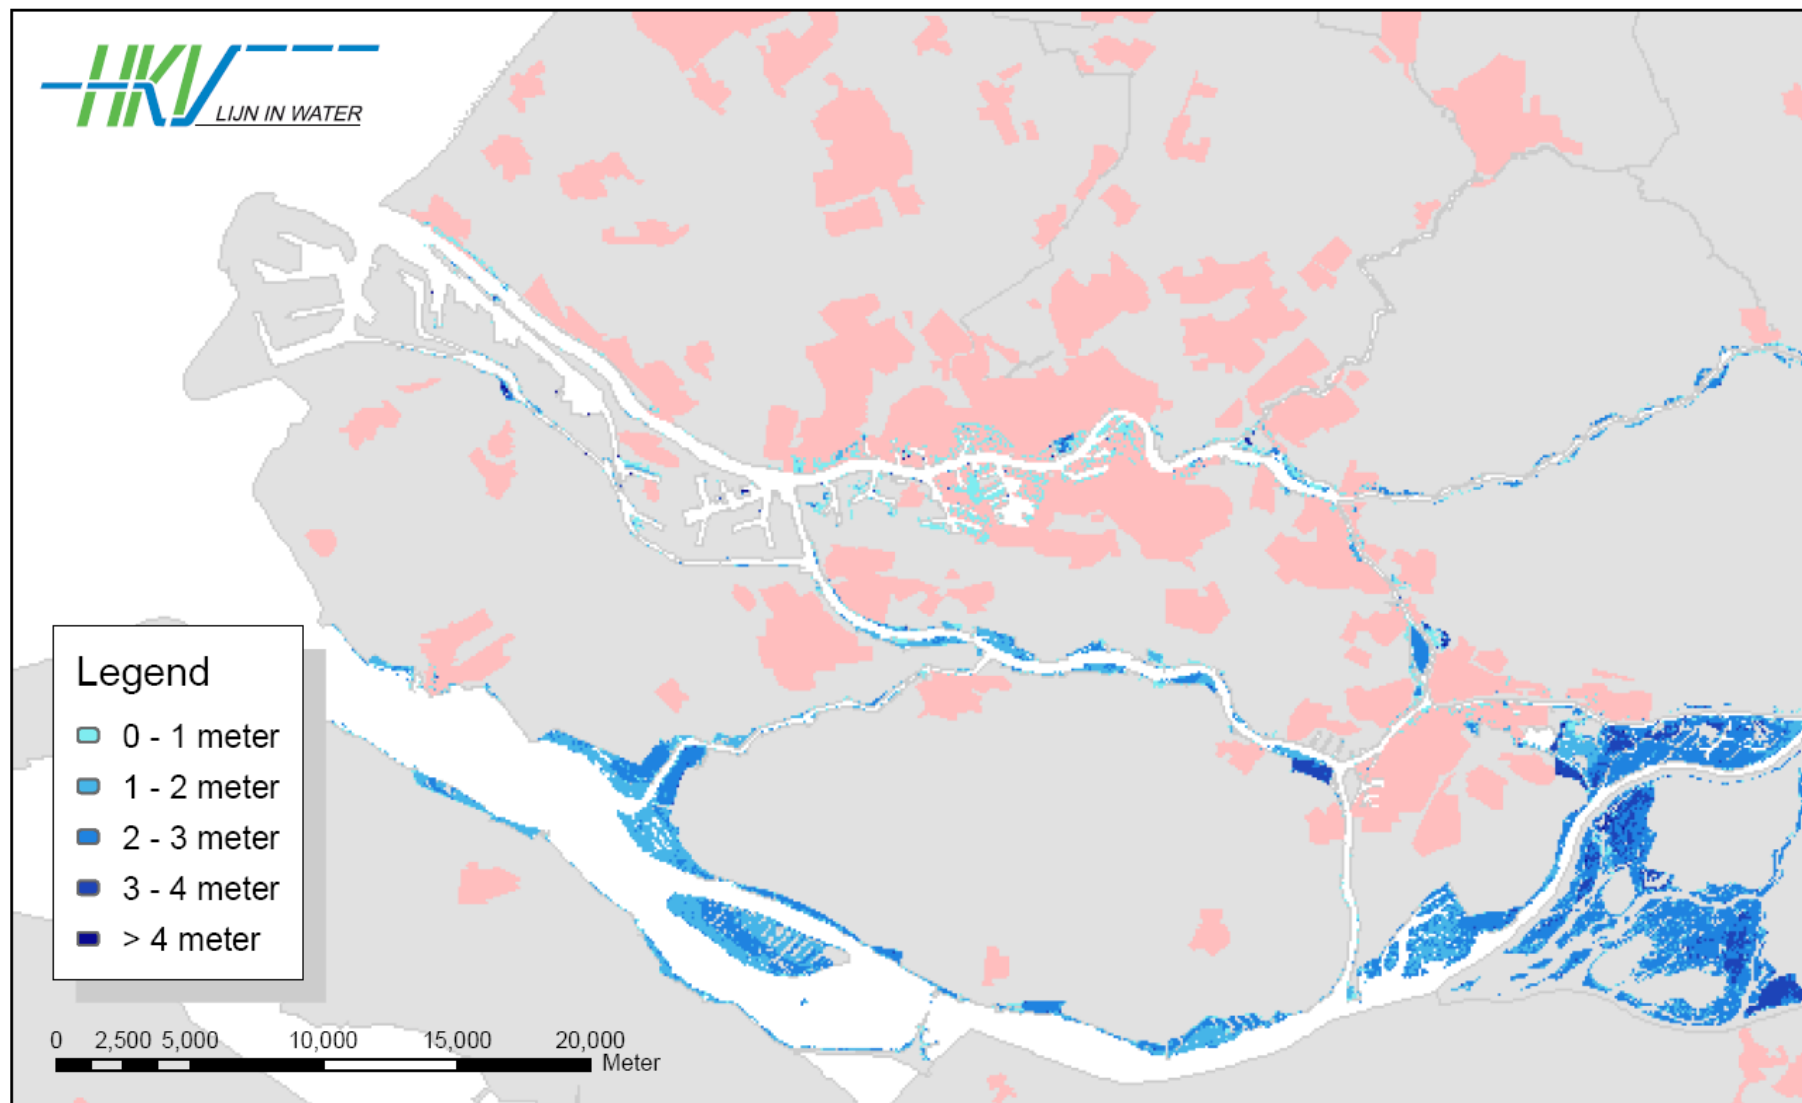 HKV
LIJN IN WATER
Legend
0 - 1 meter
1 - 2 meter
2 - 3 meter
3 - 4 meter
> 4 meter
0 2,500 5,000 10,000 15,000 20,000
Meter